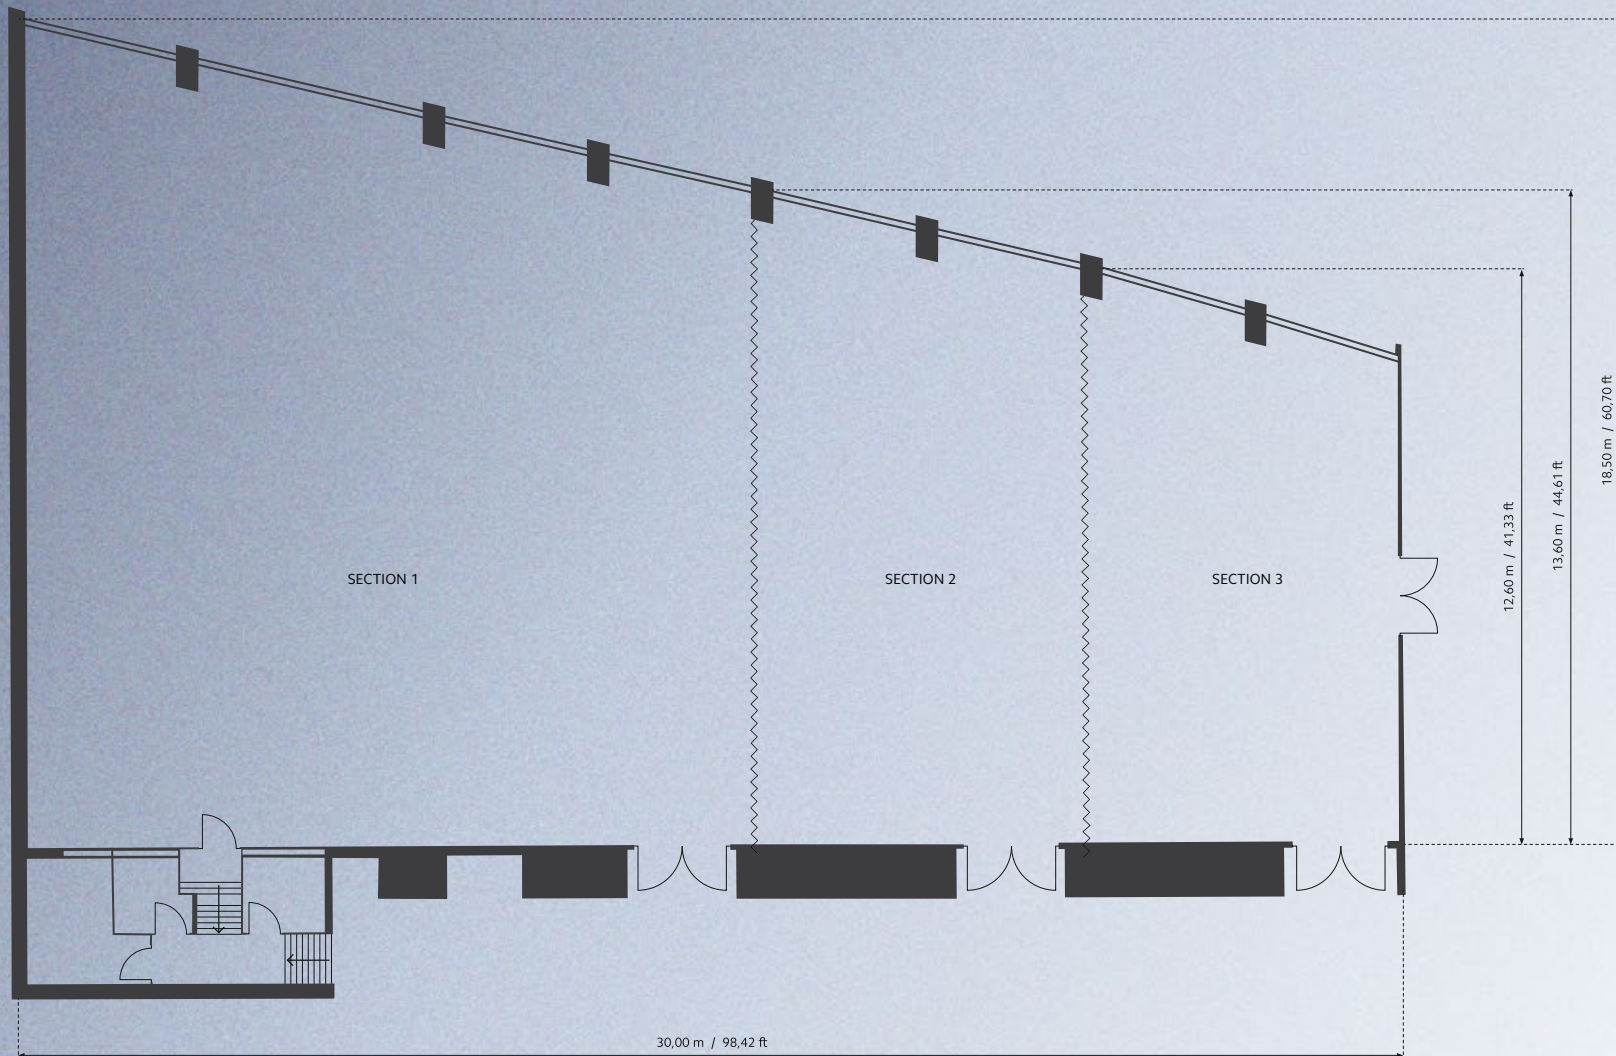 SECTION 1
SECTION 2
SECTION 3
12,60 m / 41,33 ft
13,60 m / 44,61 ft
18,50 m / 60,70 ft
30,00 m / 98,42 ft